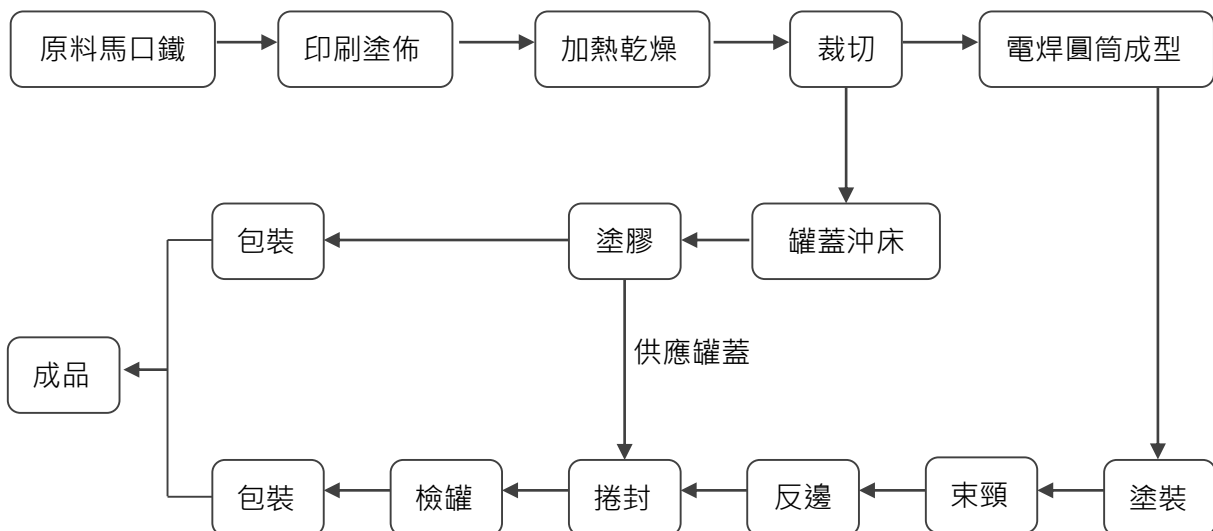 原料馬口鐵
印刷塗佈
加熱乾燥
裁切
電焊圓筒成型
包裝
塗膠
罐蓋沖床
供應罐蓋
成品
包裝
檢罐
捲封
反邊
束頸
塗裝